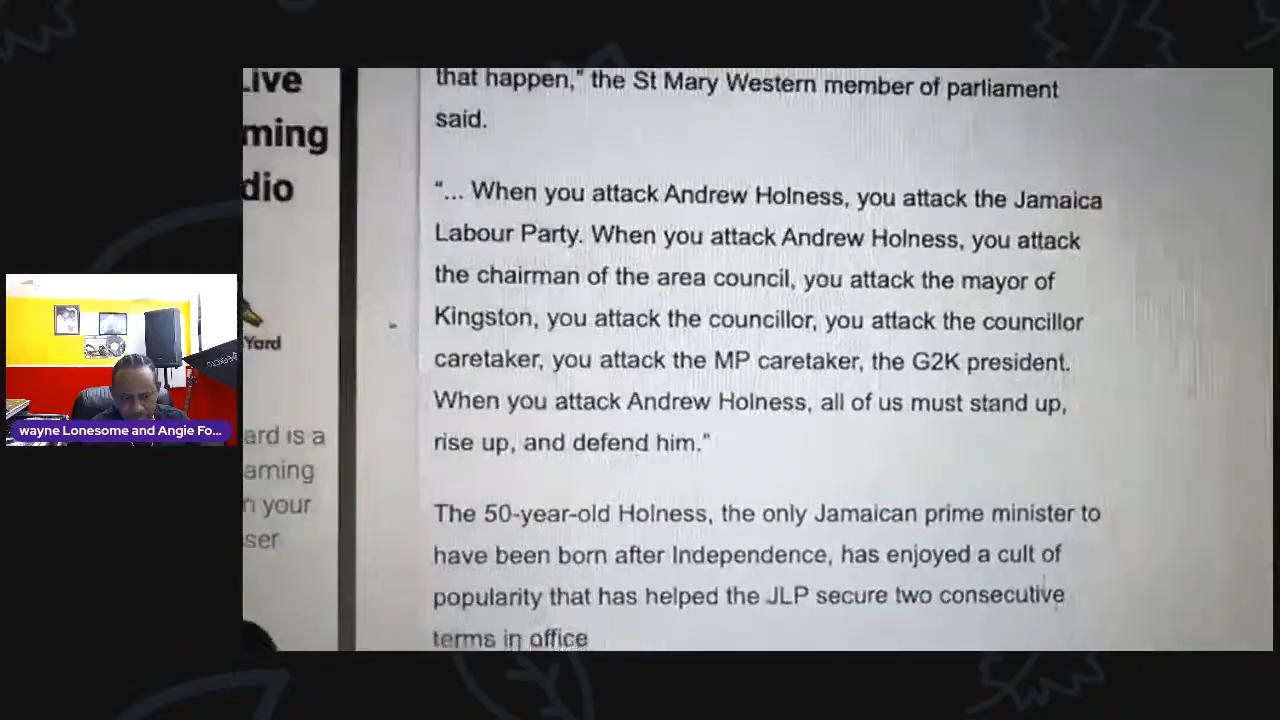 Live
ming
dio
Yard
ard is a
aming
n your
ser
wayne Lonesome and Angie Fo...
that happen," the St Mary Western member of parliament
said.
"... When you attack Andrew Holness, you attack the Jamaica
Labour Party. When you attack Andrew Holness, you attack
the chairman of the area council, you attack the mayor of
Kingston, you attack the councillor, you attack the councillor
caretaker, you attack the MP caretaker, the G2K president.
When you attack Andrew Holness, all of us must stand up,
rise up, and defend him."
The 50-year-old Holness, the only Jamaican prime minister to
have been born after Independence, has enjoyed a cult of
popularity that has helped the JLP secure two consecutive
terms in office